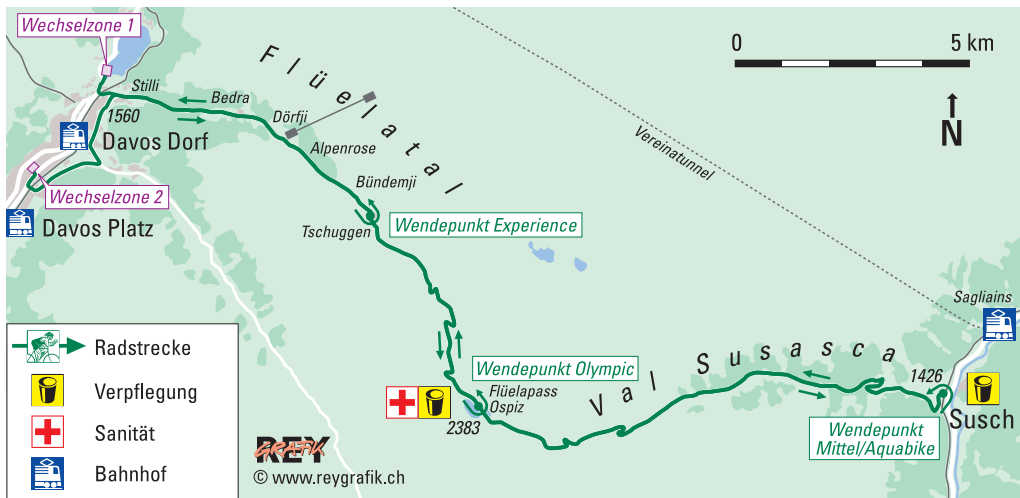 Wechselzone 1
Flüelatal
0
5 km
Stilli
Bedra
1560
Dörfji
N
Davos Dorf
Alpenrose
Vereinatunnel
Bündemji
Wechselzone 2
Davos Platz
Tschuggen
Wendepunkt Experience
Sagliains
Radstrecke
Wendepunkt Olympic
Val Susasca
Verpflegung
Flüelapass
Ospiz
1426
2383
Susch
Sanität
Wendepunkt
Mittel/Aquabike
REY
GRAFIK
Bahnhof
© www.reygrafik.ch